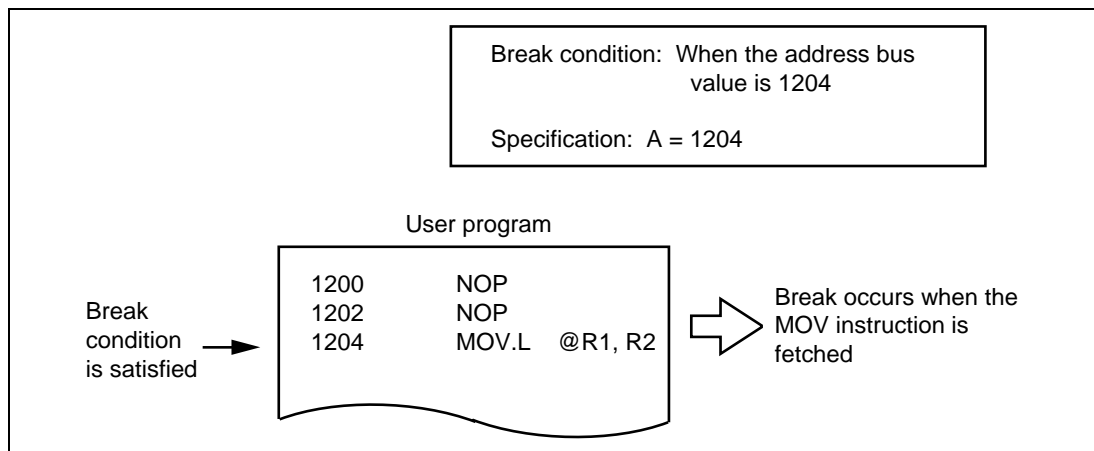 Break condition: When the address bus
value is 1204
Specification: A = 1204
User program
1200 NOP
1202 NOP
1204 MOV.L @R1, R2
Break
condition
is satisfied
Break occurs when the
MOV instruction is
fetched